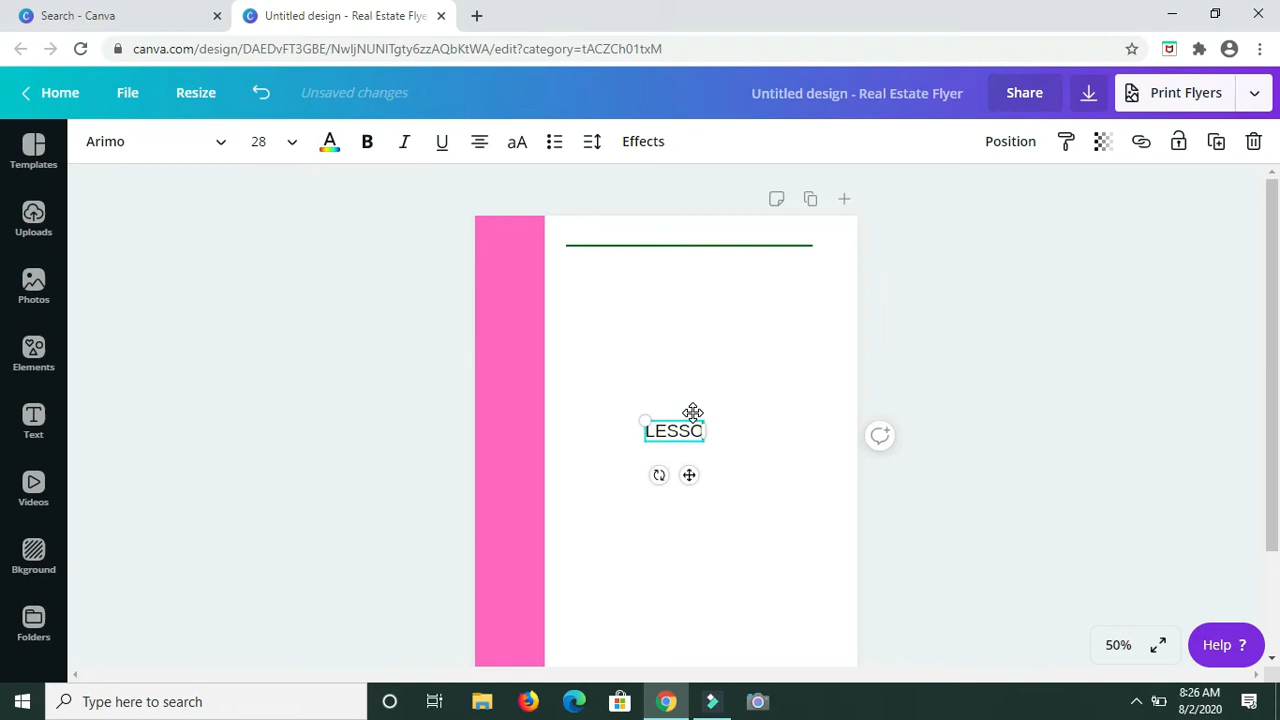 Search - Canva
Untitled design - Real Estate Flye
canva.com/design/DAEDvFT3GBE/NwIjNUNITgty6zzAQbKtWA/edit?category=tACZCh01txM
Home
File
Resize
Unsaved changes
Untitled design - Real Estate Flyer
Share
Print Flyers
Arimo
28
A
B
I
U
aA
Effects
Position
Templates
Uploads
Photos
Elements
Text
Videos
Bkground
Folders
LESSO
50%
Help ?
Type here to search
8:26 AM
8/2/2020